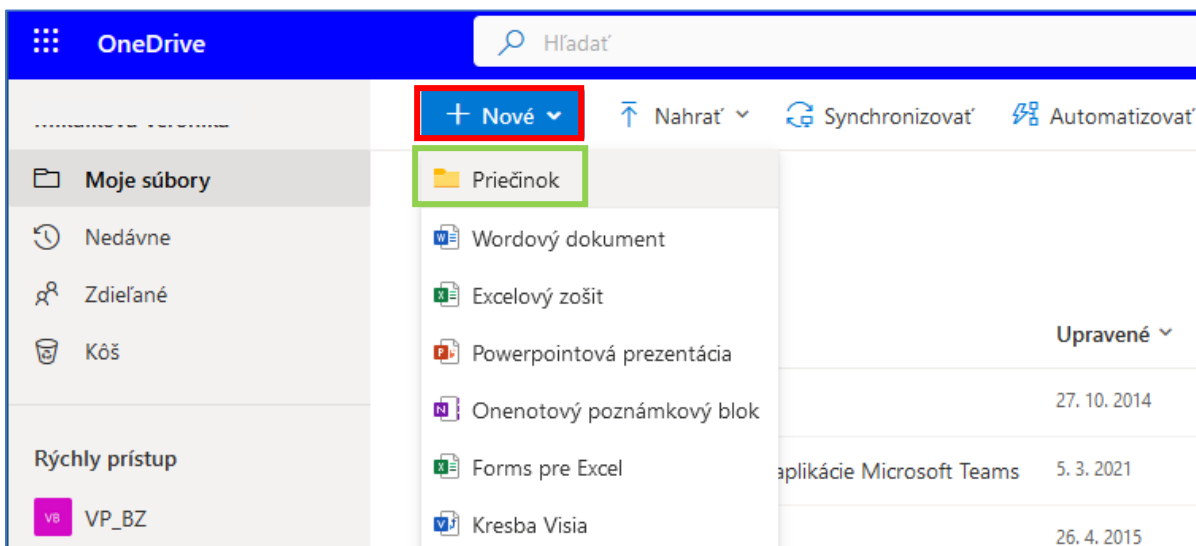 OneDrive
Hľadať
+ Nové
Nahrať
Synchronizovať
Automatizovať
Moje súbory
Nedávne
Zdieľané
Kôš
Rýchly prístup
VB VP_BZ
Priečinok
Wordový dokument
Excelový zošit
Powerpointová prezentácia
Onenotový poznámkový blok
Forms pre Excel
Kresba Visia
Upravené
27. 10. 2014
aplikácie Microsoft Teams 5. 3. 2021
26. 4. 2015